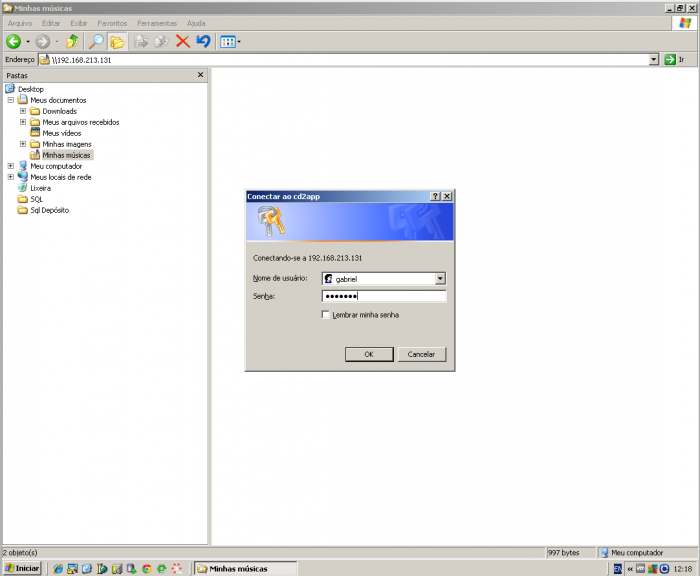 Minhas músicas
Arquivo Editar Exibir Favoritos Ferramentas Ajuda
Endereço \\192.168.213.131 Ir
Pastas
Desktop
Meus documentos
Downloads
Meus arquivos recebidos
Meus vídeos
Minhas imagens
Minhas músicas
Meu computador
Meus locais de rede
Lixeira
SQL
Sql Depósito
Conectar ao cd2app
Conectando-se a 192.168.213.131
Nome de usuário: gabriel
Senha: •••••••
Lembrar minha senha
OK Cancelar
2 objeto(s) 997 bytes Meu computador
Iniciar Minhas músicas EN « 12:18